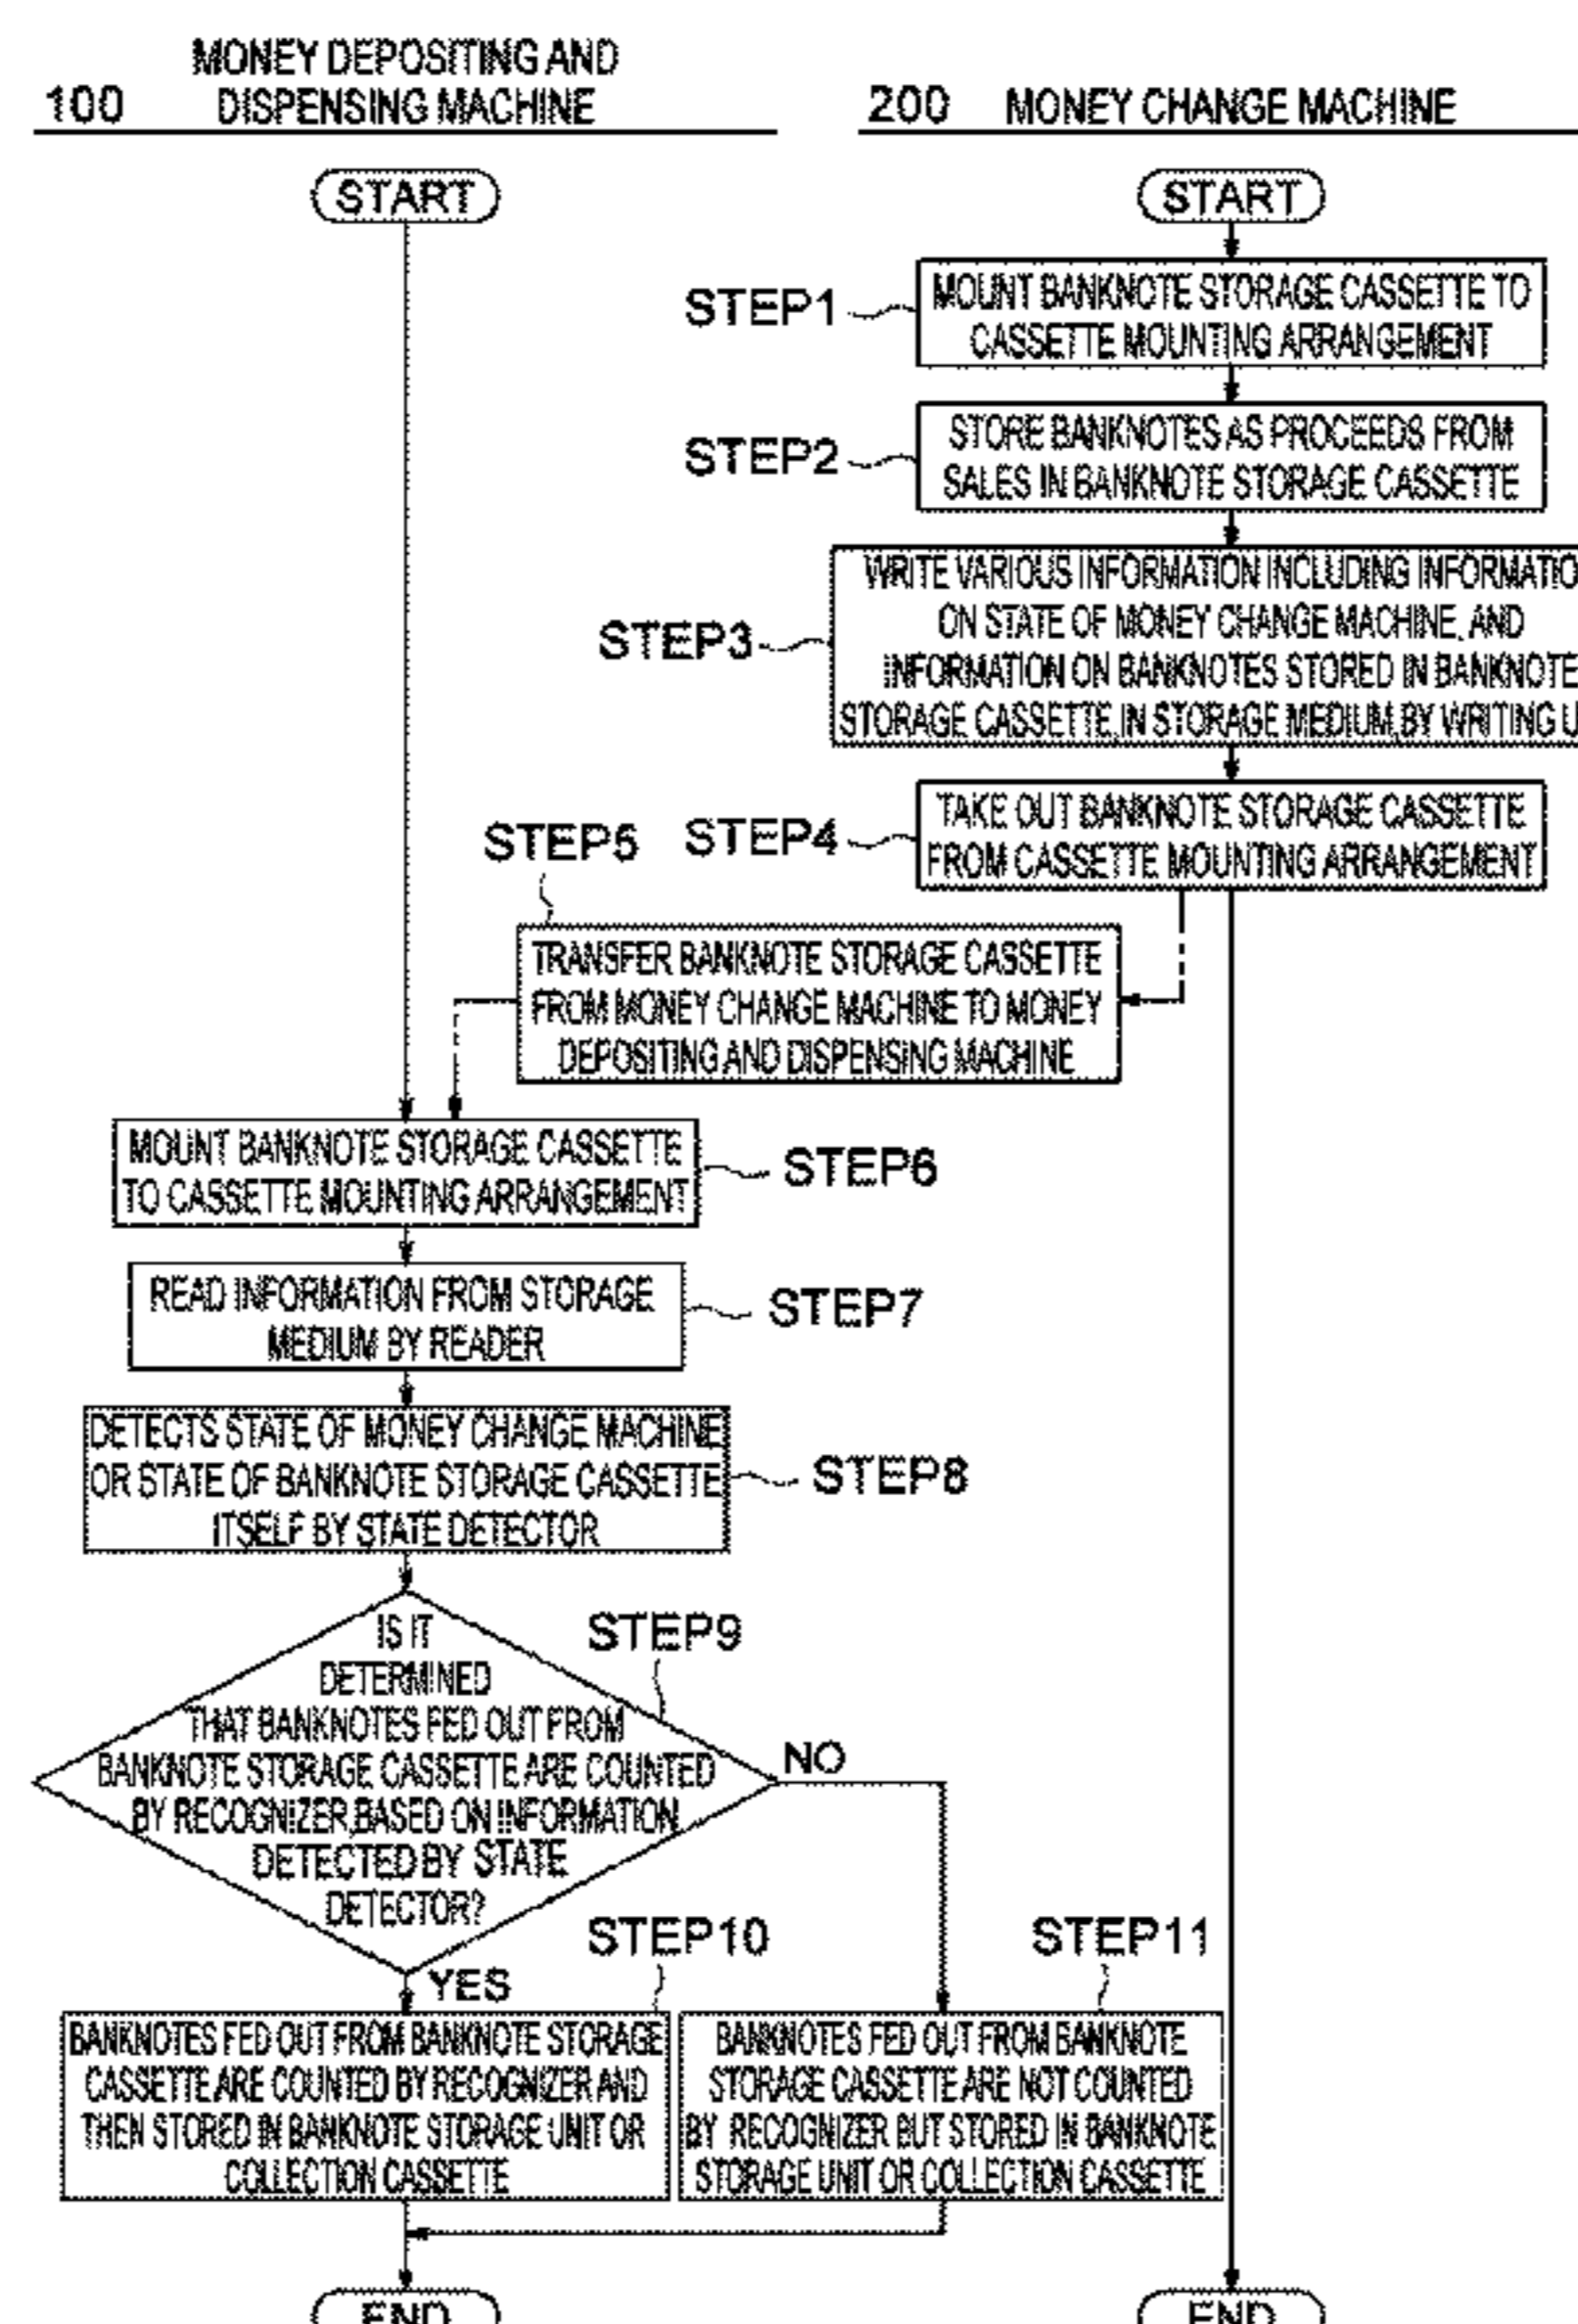 MONEY DEPOSITING AND
100 DISPENSING MACHINE
200 MONEY CHANGE MACHINE
START
START
STEP1
MOUNT BANKNOTE STORAGE CASSETTE TO
CASSETTE MOUNTING ARRANGEMENT
STEP2
STORE BANKNOTES AS PROCEEDS FROM
SALES IN BANKNOTE STORAGE CASSETTE
STEP3
WRITE VARIOUS INFORMATION INCLUDING INFORMATIO
ON STATE OF MONEY CHANGE MACHINE, AND
INFORMATION ON BANKNOTES STORED IN BANKNOTE
STORAGE CASSETTE, IN STORAGE MEDIUM, BY WRITING U
STEP4
TAKE OUT BANKNOTE STORAGE CASSETTE
FROM CASSETTE MOUNTING ARRANGEMENT
STEP5
TRANSFER BANKNOTE STORAGE CASSETTE
FROM MONEY CHANGE MACHINE TO MONEY
DEPOSITING AND DISPENSING MACHINE
MOUNT BANKNOTE STORAGE CASSETTE
TO CASSETTE MOUNTING ARRANGEMENT
STEP6
READ INFORMATION FROM STORAGE
MEDIUM BY READER
STEP7
DETECTS STATE OF MONEY CHANGE MACHINE
OR STATE OF BANKNOTE STORAGE CASSETTE
ITSELF BY STATE DETECTOR
STEP8
STEP9
IS IT
DETERMINED
THAT BANKNOTES FED OUT FROM
BANKNOTE STORAGE CASSETTE ARE COUNTED
BY RECOGNIZER, BASED ON INFORMATION
DETECTED BY STATE
DETECTOR?
NO
YES
STEP10
BANKNOTES FED OUT FROM BANKNOTE STORAGE
CASSETTE ARE COUNTED BY RECOGNIZER AND
THEN STORED IN BANKNOTE STORAGE UNIT OR
COLLECTION CASSETTE
STEP11
BANKNOTES FED OUT FROM BANKNOTE
STORAGE CASSETTE ARE NOT COUNTED
BY RECOGNIZER BUT STORED IN BANKNOTE
STORAGE UNIT OR COLLECTION CASSETTE
END
END